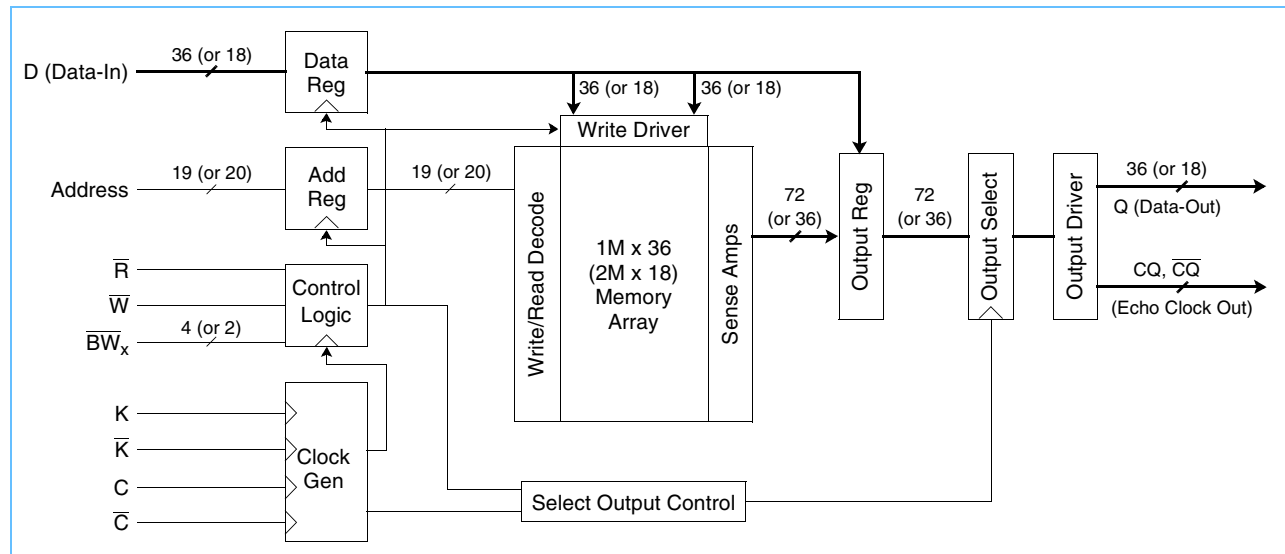 D (Data-In)
36 (or 18)
Data
Reg
36 (or 18)
36 (or 18)
Write Driver
Address
19 (or 20)
Add
Reg
19 (or 20)
Write/Read Decode
1M x 36
(2M x 18)
Memory
Array
Sense Amps
72
(or 36)
Output Reg
72
(or 36)
Output Select
Output Driver
36 (or 18)
Q (Data-Out)
CQ, C̅Q̅
(Echo Clock Out)
R̅
W̅
B̅W̅x
4 (or 2)
Control
Logic
K
K̅
C
C̅
Clock
Gen
Select Output Control